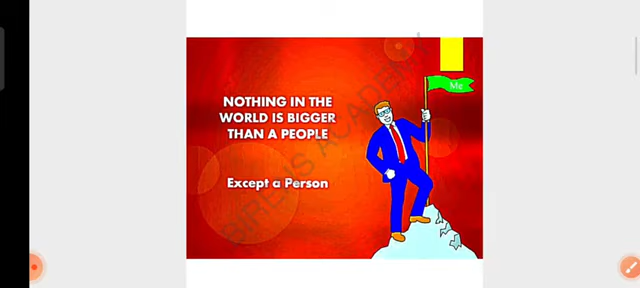 NOTHING IN THE
WORLD IS BIGGER
THAN A PEOPLE
Except a Person
Me